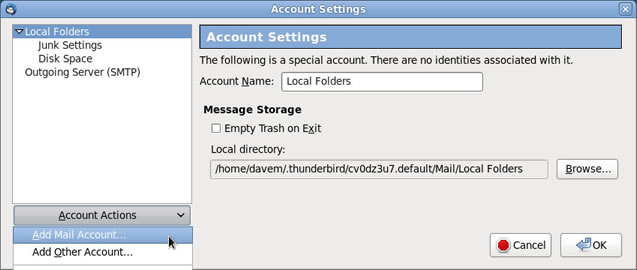 Account Settings
Local Folders
Junk Settings
Disk Space
Outgoing Server (SMTP)
Account Actions
Add Mail Account...
Add Other Account...
Account Settings
The following is a special account. There are no identities associated with it.
Account Name: Local Folders
Message Storage
Empty Trash on Exit
Local directory:
/home/davem/.thunderbird/cv0dz3u7.default/Mail/Local Folders Browse...
Cancel OK